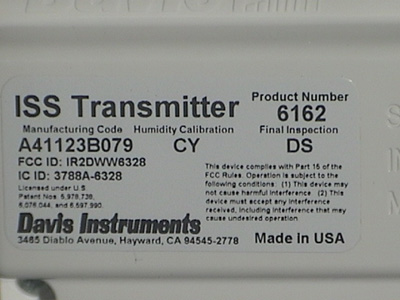 ISS Transmitter
Product Number
6162
Manufacturing Code Humidity Calibration Final Inspection
A41123B079 CY DS
FCC ID: IR2DWW6328
IC ID: 3788A-6328
Licensed under U.S.
Patent Nos. 5,978,738,
6,076,044, and 6,597,990.
This device complies with Part 15 of the
FCC Rules. Operation is subject to the
following conditions: (1) This device may
not cause harmful interference. (2) This
device must accept any interference
received, including interference that may
cause undesired operation.
Davis Instruments
3465 Diablo Avenue, Hayward, CA 94545-2778
Made in USA